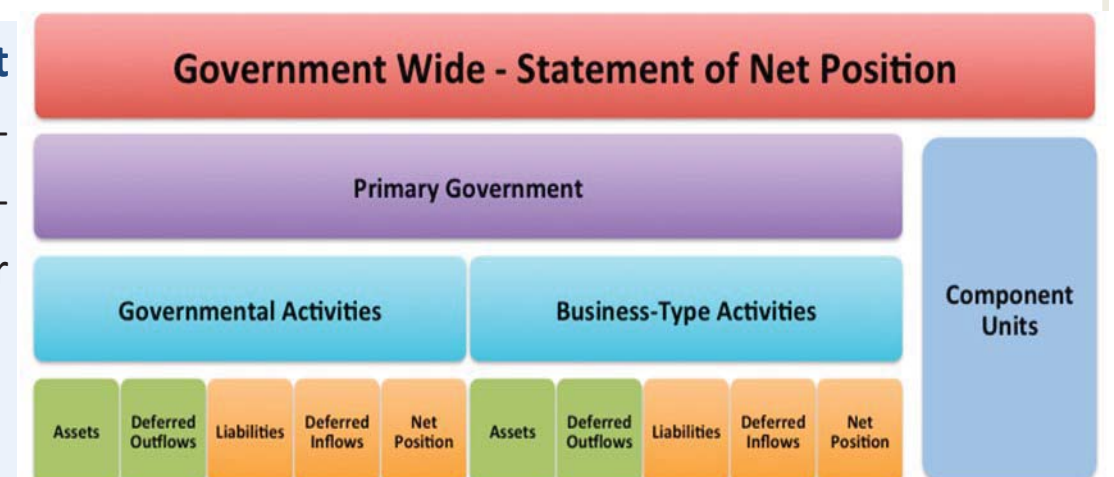 t
-
-
r
Government Wide - Statement of Net Position
Primary Government
Governmental Activities
Business-Type Activities
Component
Units
Assets
Deferred
Outflows
Liabilities
Deferred
Inflows
Net
Position
Assets
Deferred
Outflows
Liabilities
Deferred
Inflows
Net
Position